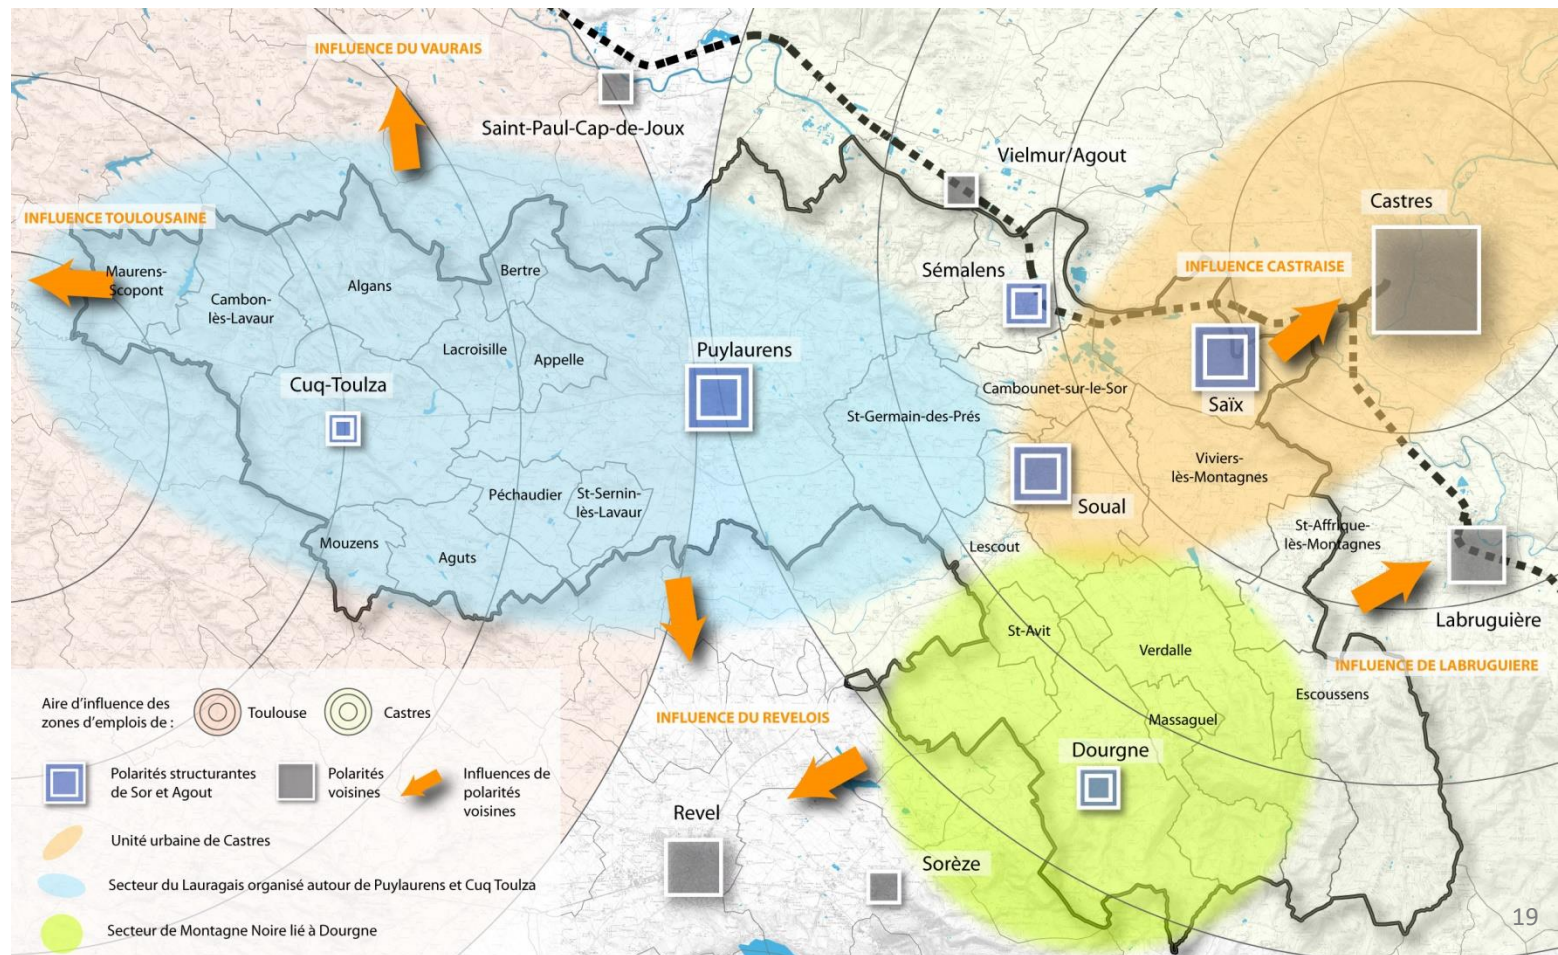 INFLUENCE DU VAURAIS
Saint-Paul-Cap-de-Joux
Vielmur/Agout
Castres
INFLUENCE TOULOUSAINE
INFLUENCE CASTRAISE
Maurens-
Scopont
Bertre
Sémalens
Algans
Cambon-
lès-Lavaur
Lacroisille
Appelle
Puylaurens
Cuq-Toulza
Cambounet-sur-le-Sor
Saïx
St-Germain-des-Prés
Viviers-
lès-Montagnes
Péchaudier
St-Sernin-
lès-Lavaur
Soual
Mouzens
Aguts
Lescout
St-Affrique-
lès-Montagnes
Labruguière
St-Avit
Verdalle
INFLUENCE DE LABRUGUIERE
Escoussens
INFLUENCE DU REVELOIS
Massaguel
Dourgne
Revel
Sorèze
Aire d'influence des
zones d'emplois de :
Toulouse
Castres
Polarités structurantes
de Sor et Agout
Polarités
voisines
Influences de
polarités
voisines
Unité urbaine de Castres
Secteur du Lauragais organisé autour de Puylaurens et Cuq Toulza
Secteur de Montagne Noire lié à Dourgne
19